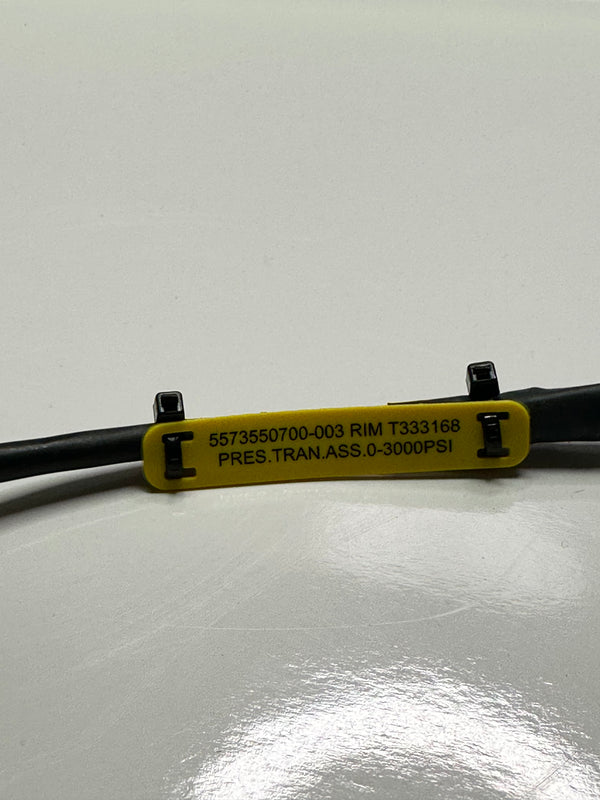 5573550700-003 RIM T333168
PRES.TRAN.ASS.0-3000PSI